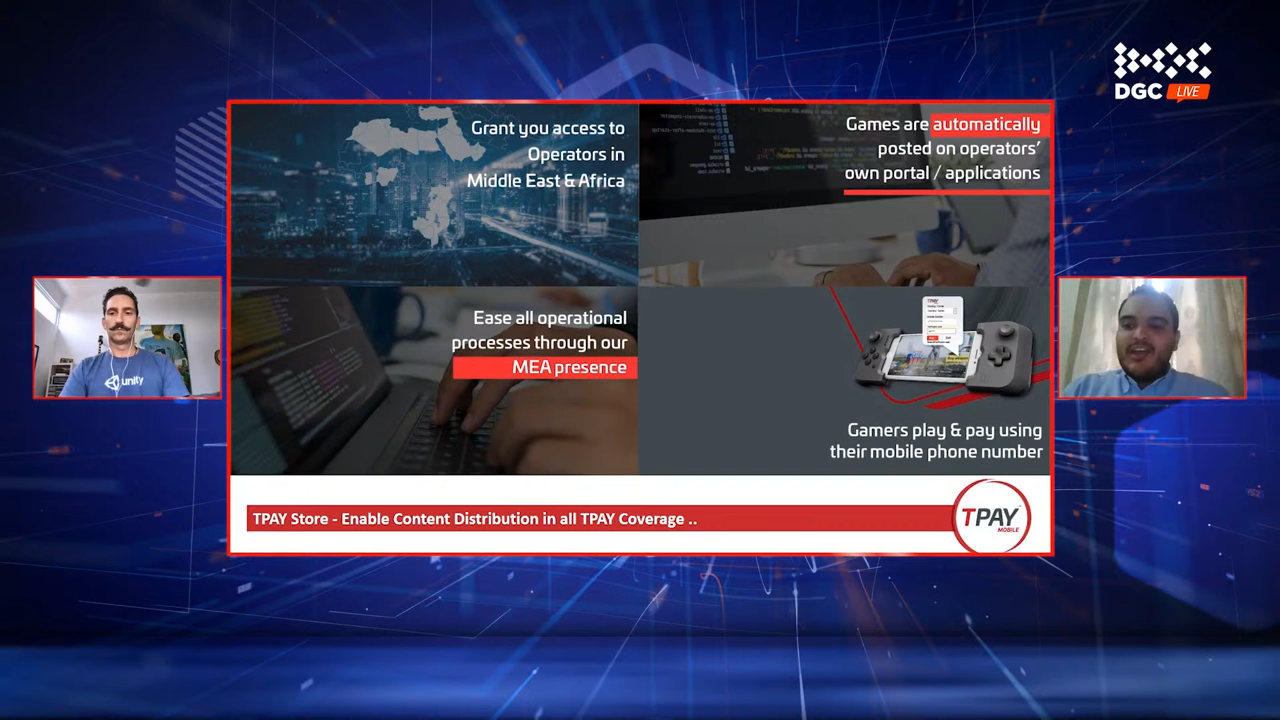 DGC LIVE
Grant you access to
Operators in
Middle East & Africa
Games are automatically
posted on operators'
own portal / applications
Ease all operational
processes through our
MEA presence
TPAY
Gamers play & pay using
their mobile phone number
unity
TPAY Store - Enable Content Distribution in all TPAY Coverage ..
TPAY
MOBILE